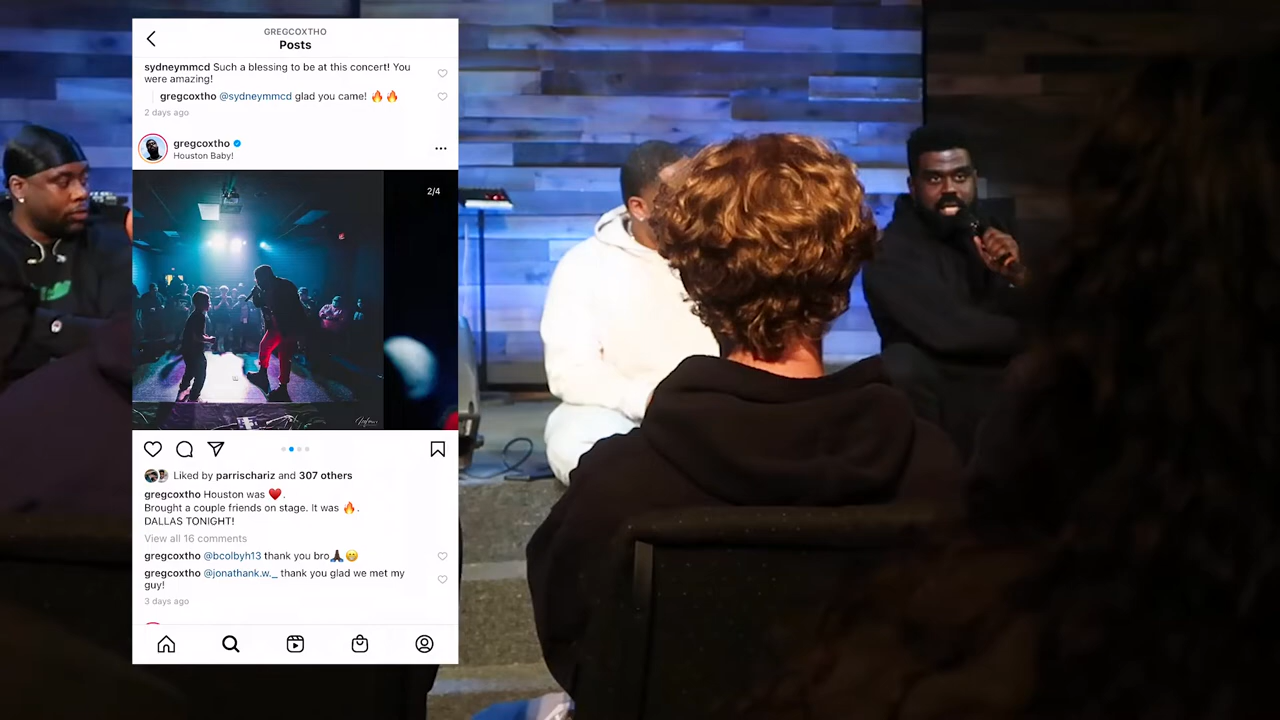 GREGCOXTHO
Posts
sydneymmcd Such a blessing to be at this concert! You
were amazing!
gregcoxtho @sydneymmcd glad you came! 🔥🔥
2 days ago
gregcoxtho
Houston Baby!
2/4
Liked by parrischariz and 307 others
gregcoxtho Houston was ❤️.
Brought a couple friends on stage. It was 🔥.
DALLAS TONIGHT!
View all 16 comments
gregcoxtho @bcolbyh13 thank you bro🙏🏿😁
gregcoxtho @jonathank.w._ thank you glad we met my
guy!
3 days ago